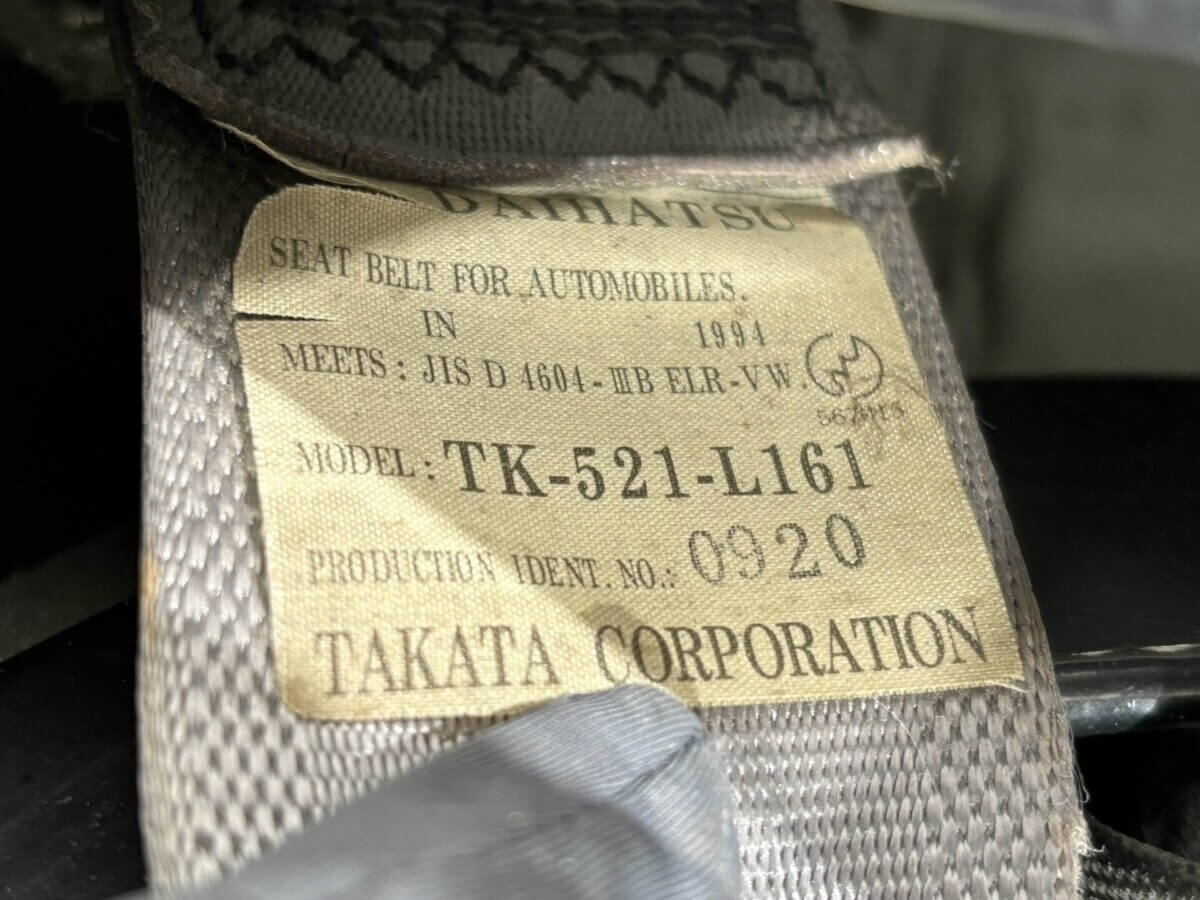 DAIHATSU
SEAT BELT FOR AUTOMOBILES.
IN 1994
MEETS: JIS D 4604-ⅢB ELR-VW.
MODEL: TK-521-L161
PRODUCTION IDENT. NO.: 0920
TAKATA CORPORATION